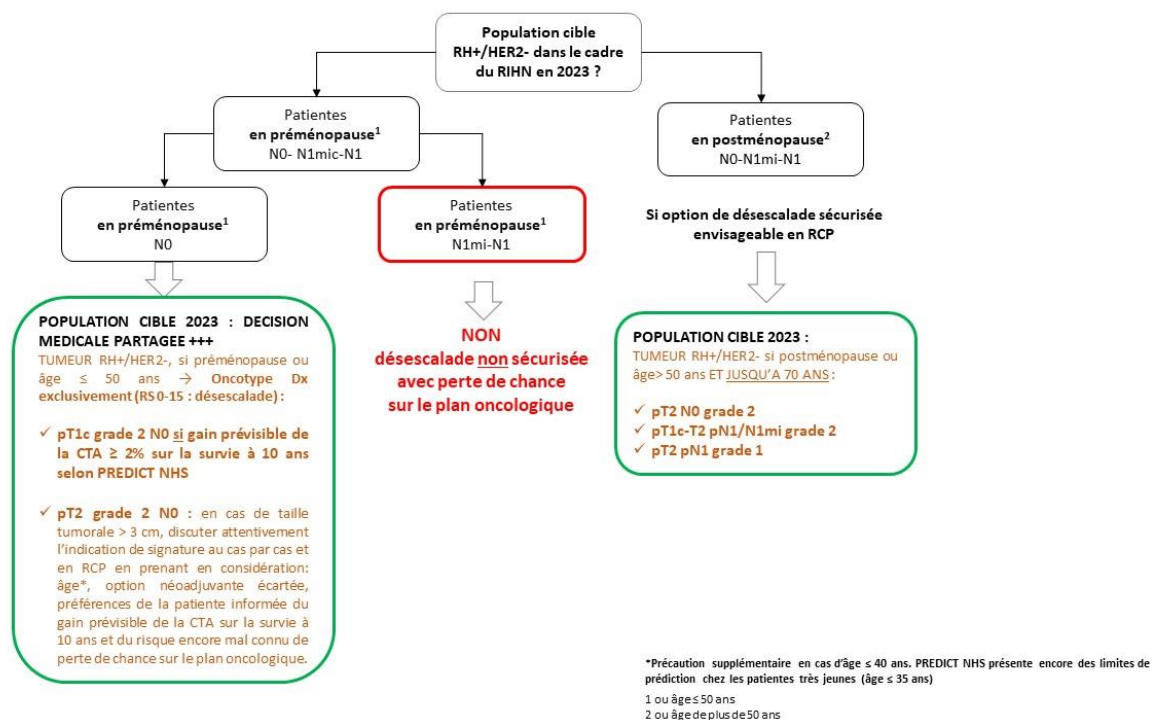 Population cible
RH+/HER2- dans le cadre
du RIHN en 2023 ?
Patientes
en préménopause¹
N0- N1mic-N1
Patientes
en postménopause²
N0-N1mi-N1
Patientes
en préménopause¹
N0
Patientes
en préménopause¹
N1mi-N1
Si option de désescalade sécurisée
envisageable en RCP
POPULATION CIBLE 2023 : DECISION
MEDICALE PARTAGEE +++
TUMEUR RH+/HER2-, si préménopause ou
âge ≤ 50 ans → Oncotype Dx
exclusivement (RS 0-15 : désescalade) :
✓ pT1c grade 2 N0 si gain prévisible de
la CTA ≥ 2% sur la survie à 10 ans
selon PREDICT NHS
✓ pT2 grade 2 N0 : en cas de taille
tumorale > 3 cm, discuter attentivement
l'indication de signature au cas par cas et
en RCP en prenant en considération:
âge*, option néoadjuvante écartée,
préférences de la patiente informée du
gain prévisible de la CTA sur la survie à
10 ans et du risque encore mal connu de
perte de chance sur le plan oncologique.
NON
désescalade non sécurisée
avec perte de chance
sur le plan oncologique
POPULATION CIBLE 2023 :
TUMEUR RH+/HER2- si postménopause ou
âge> 50 ans ET JUSQU'A 70 ANS :
✓ pT2 N0 grade 2
✓ pT1c-T2 pN1/N1mi grade 2
✓ pT2 pN1 grade 1
*Précaution supplémentaire en cas d'âge ≤ 40 ans. PREDICT NHS présente encore des limites de
prédiction chez les patientes très jeunes (âge ≤ 35 ans)
1 ou âge ≤ 50 ans
2 ou âge de plus de 50 ans